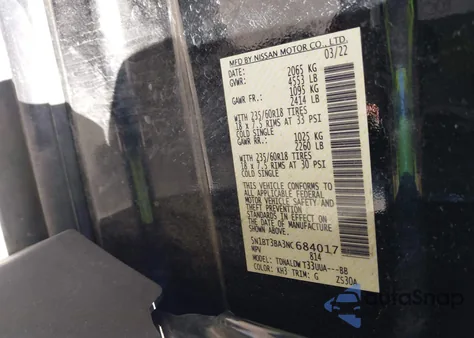 MFD BY NISSAN MOTOR CO., LTD.
DATE: 03/22
GVWR: 2065 KG
4553 LB
GAWR FR.: 1095 KG
2414 LB
WITH 235/60R18 TIRES
18 x 7.5 RIMS AT 33 PSI
COLD SINGLE
GAWR RR.: 1025 KG
2260 LB
WITH 235/60R18 TIRES
18 x 7.5 RIMS AT 30 PSI
COLD SINGLE
THIS VEHICLE CONFORMS TO
ALL APPLICABLE FEDERAL
MOTOR VEHICLE SAFETY AND
THEFT STANDARDS
IN EFFECT ON THE DATE
OF MANUFACTURE
SHOWN ABOVE.
5N1BT3BA3NC684017
MPV 814
MODEL: TDNALDW T33UUA---BB
COLOR: KH3 TRIM: G ZS30A
AutoSnap